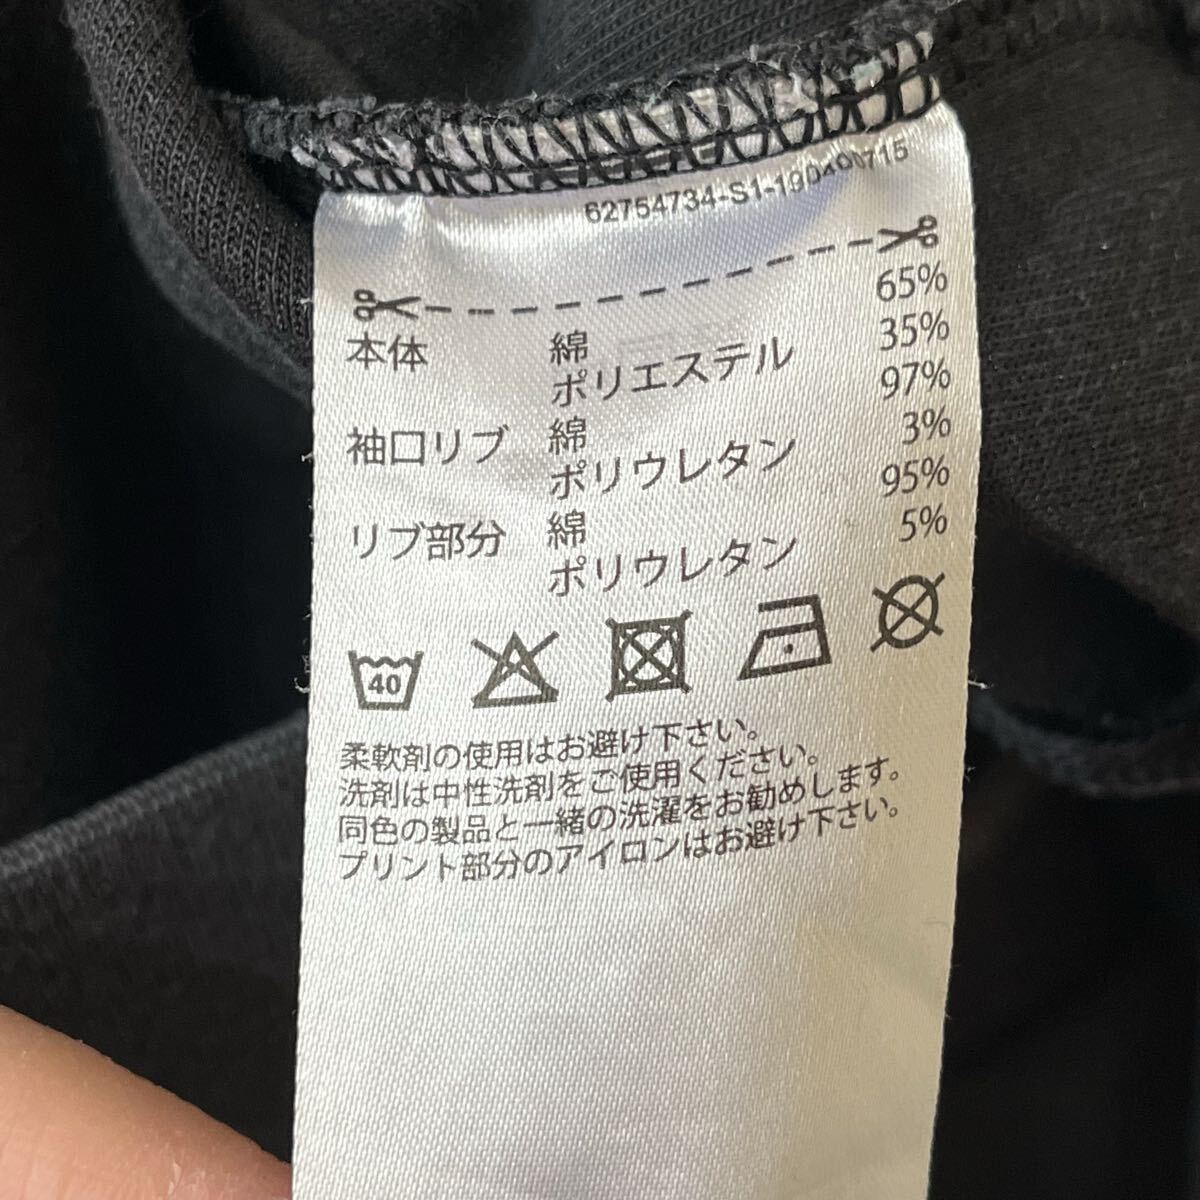 62754734-S1-19D
本体 綿 65%
ポリエステル 35%
袖口リブ 綿 97%
ポリウレタン 3%
リブ部分 綿 95%
ポリウレタン 5%
40
柔軟剤の使用はお避け下さい。
洗剤は中性洗剤をご使用ください。
同色の製品と一緒の洗濯をお勧めします。
プリント部分のアイロンはお避け下さい。